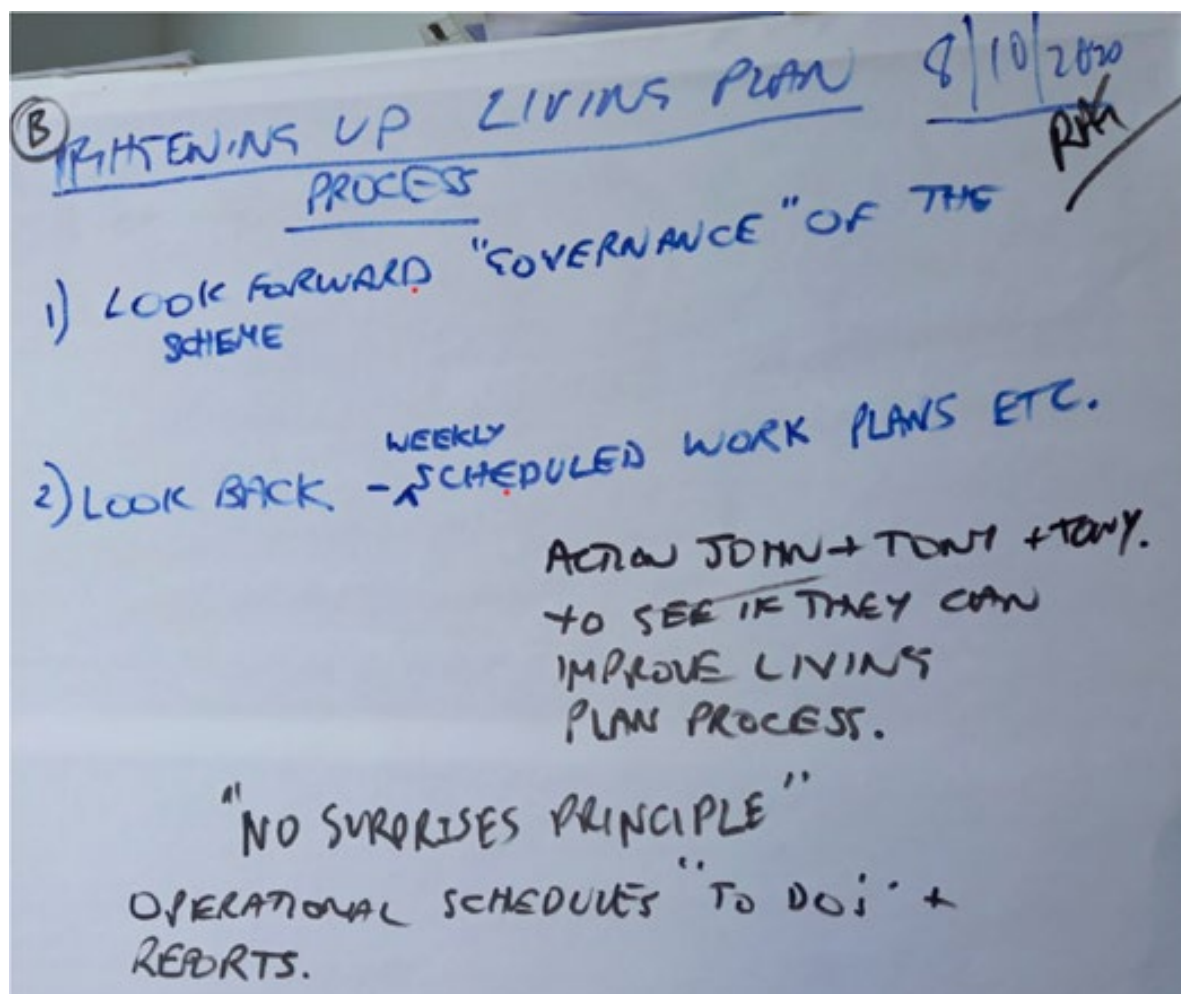 B TIGHTENING UP LIVING PLAN 8/10/2020
PROCESS
1) LOOK FORWARD "GOVERNANCE" OF THE
SCHEME
WEEKLY
2) LOOK BACK - SCHEDULED WORK PLANS ETC.
ACTION JOHN + TONY + TONY.
TO SEE IF THEY CAN
IMPROVE LIVING
PLAN PROCESS.
"NO SURPRISES PRINCIPLE"
OPERATIONAL SCHEDULES "TO DO's" +
REPORTS.